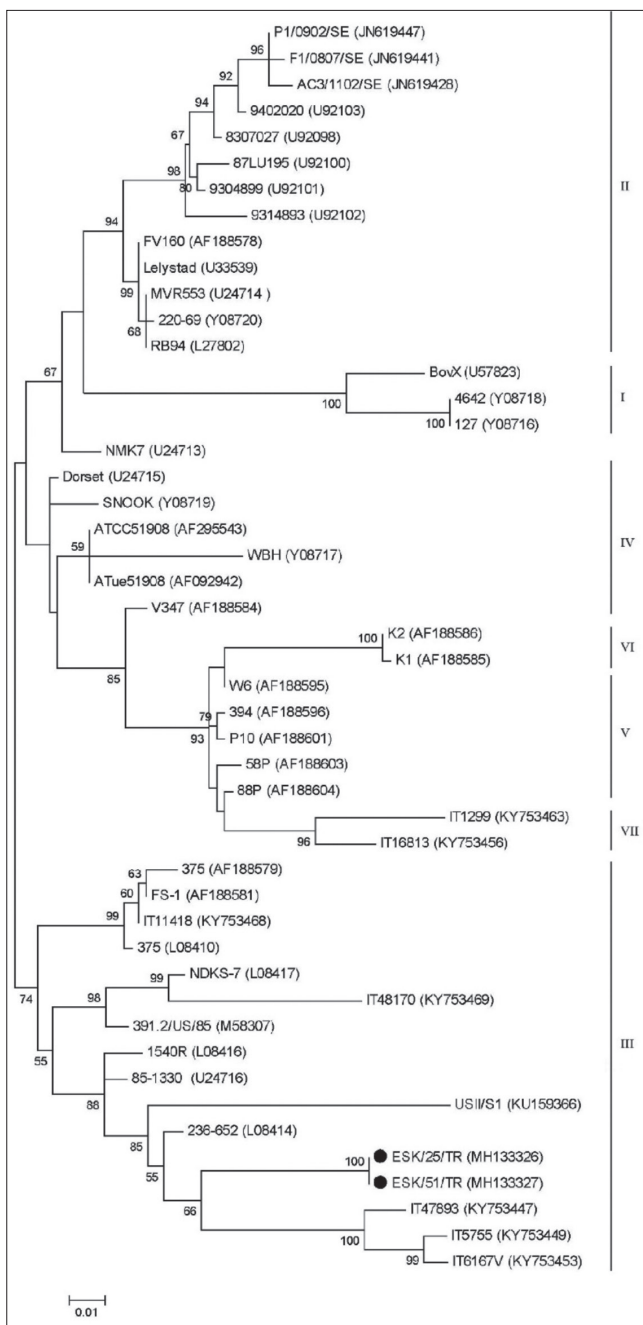 P1/0902/SE (JN619447)
96
F1/0807/SE (JN619441)
92
AC3/1102/SE (JN619428)
94
9402020 (U92103)
67
8307027 (U92098)
87LU195 (U92100)
98
80
9304899 (U92101)
II
9314893 (U92102)
94
FV160 (AF188578)
Lelystad (U33539)
99
MVR553 (U24714 )
220-69 (Y08720)
68
RB94 (L27802)
67
BovX (U57823)
I
100
4642 (Y08718)
100
127 (Y08716)
NMK7 (U24713)
Dorset (U24715)
SNOOK (Y08719)
ATCC51908 (AF295543)
IV
59
WBH (Y08717)
ATue51908 (AF092942)
V347 (AF188584)
100
K2 (AF188586)
VI
K1 (AF188585)
85
W6 (AF188595)
79
394 (AF188596)
93
P10 (AF188601)
V
58P (AF188603)
88P (AF188604)
IT1299 (KY753463)
VII
96
IT16813 (KY753456)
63
375 (AF188579)
60
FS-1 (AF188581)
99
IT11418 (KY753468)
375 (L08410)
99
NDKS-7 (L08417)
74
98
IT48170 (KY753469)
391.2/US/85 (M58307)
III
55
1540R (L08416)
85-1330 (U24716)
88
USII/S1 (KU159366)
85
236-652 (L08414)
55
100
ESK/25/TR (MH133326)
ESK/51/TR (MH133327)
66
IT47893 (KY753447)
100
IT5755 (KY753449)
99
IT6167V (KY753453)
0.01